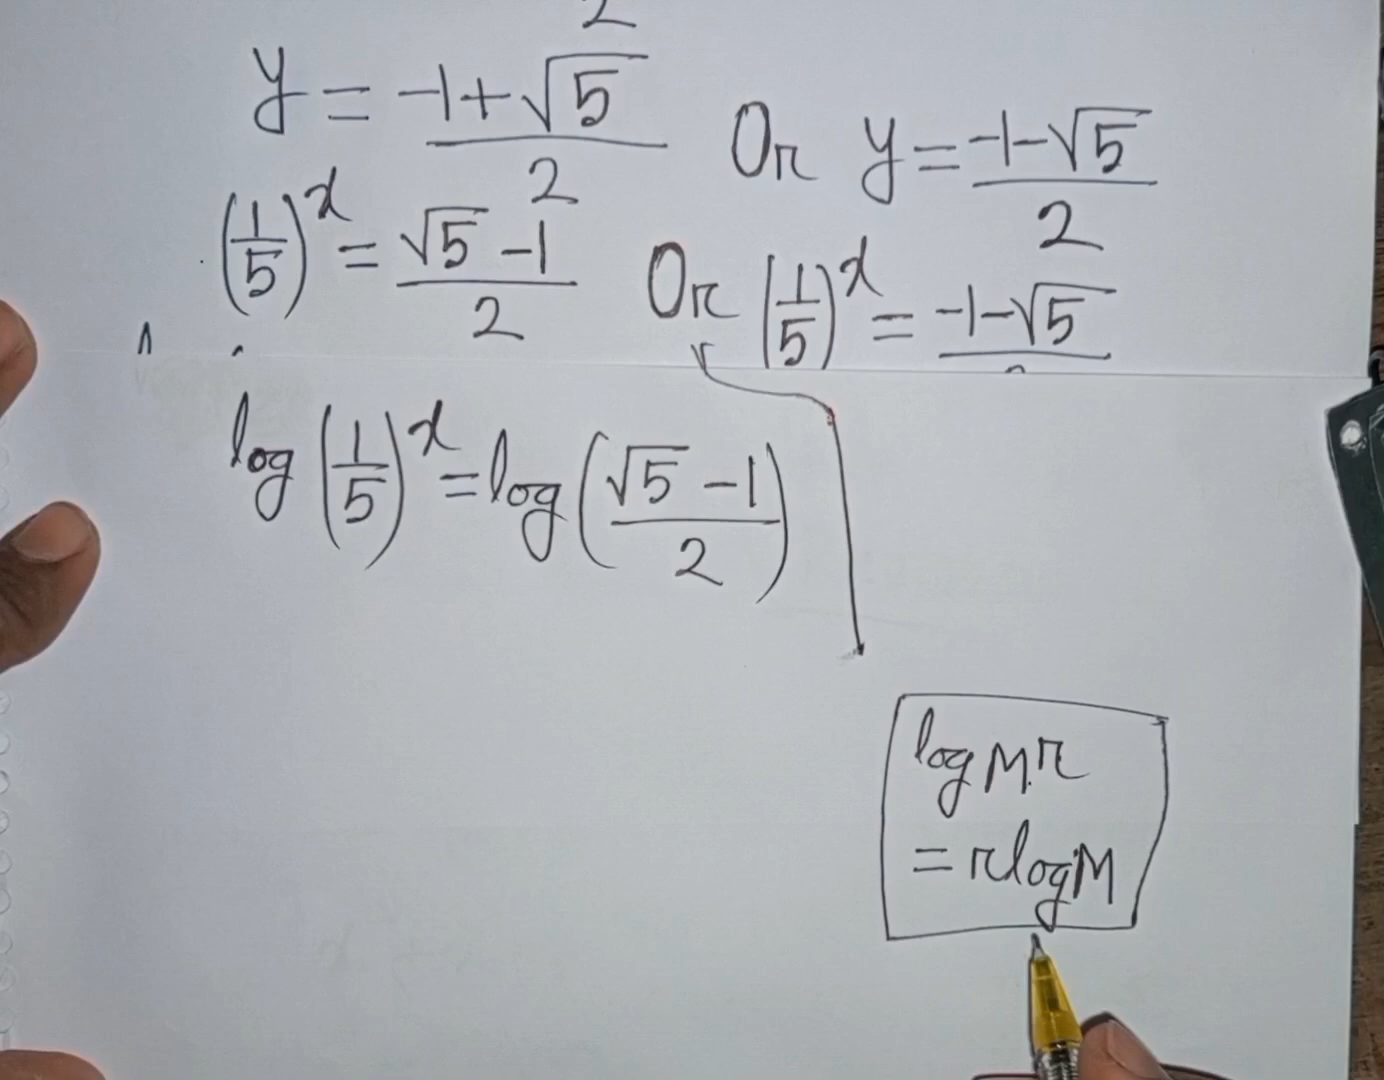 y = (-1+√5)/2 Or y = (-1-√5)/2
(1/5)^x = (√5-1)/2 Or (1/5)^x = -1-√5
log(1/5)^x = log((√5-1)/2)
log M^r
= r log M